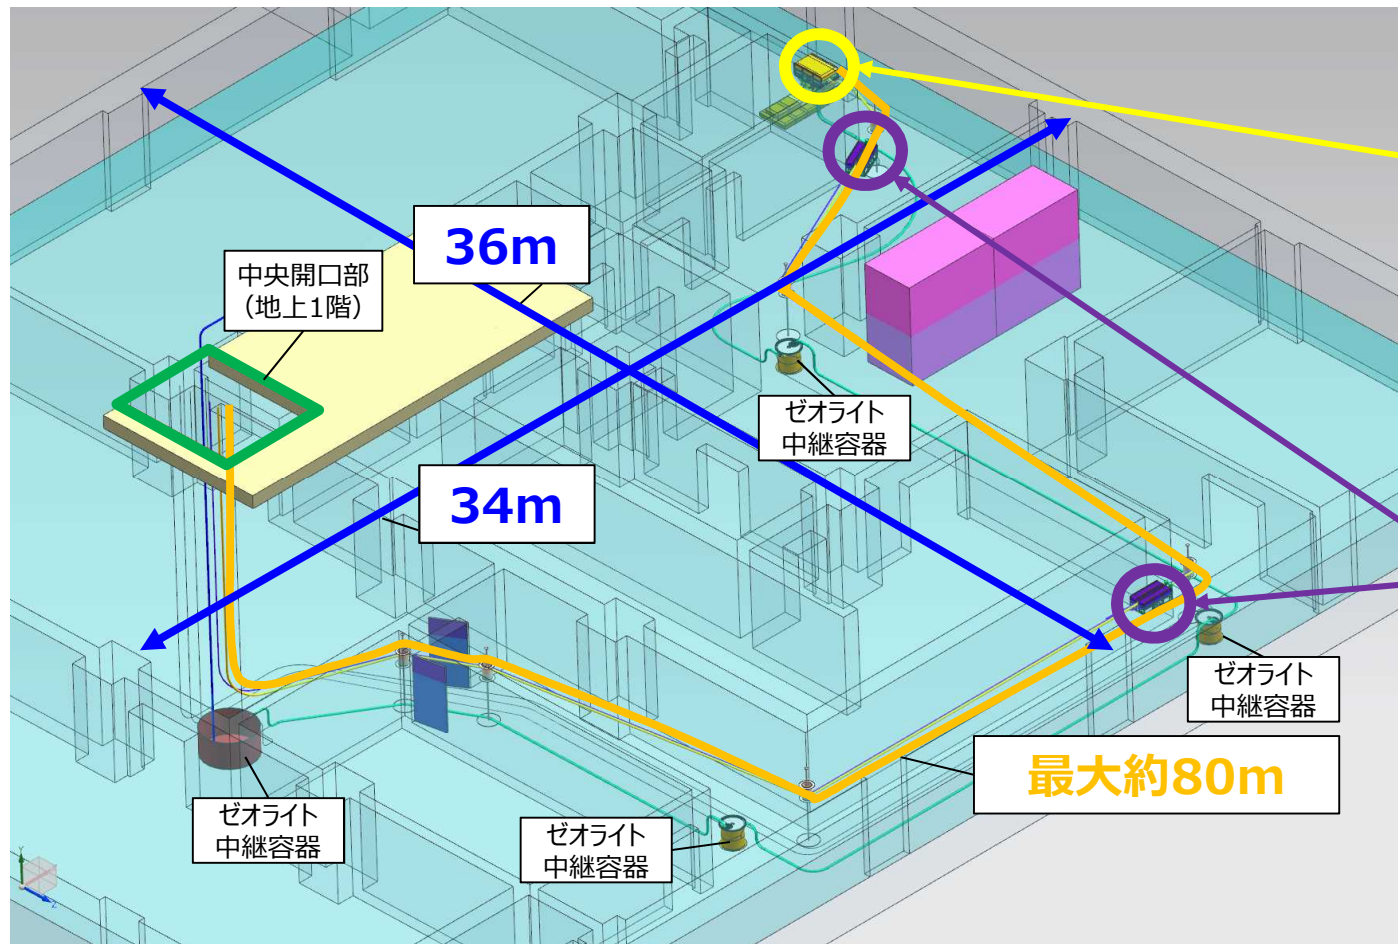 36m
中央開口部
（地上1階）
ゼオライト
中継容器
34m
ゼオライト
中継容器
最大約80m
ゼオライト
中継容器
ゼオライト
中継容器
Y
Z